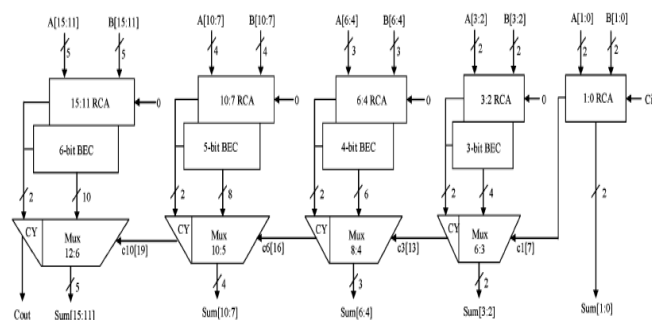 A[15:11] B[15:11] A[10:7] B[10:7] A[6:4] B[6:4] A[3:2] B[3:2] A[1:0] B[1:0]
5 5 4 4 3 3 2 2 2 2
15:11 RCA 0 10:7 RCA 0 6:4 RCA 0 3:2 RCA 0 1:0 RCA
6-bit BEC 5-bit BEC 4-bit BEC 3-bit BEC
2 10 2 8 2 6 2 4 2
CY Mux 12:6 c10[19] CY Mux 10:5 c6[16] CY Mux 8:4 c3[13] CY Mux 6:3 c1[7]
5 4 3 2
Cout Sum[15:11] Sum[10:7] Sum[6:4] Sum[3:2] Sum[1:0]